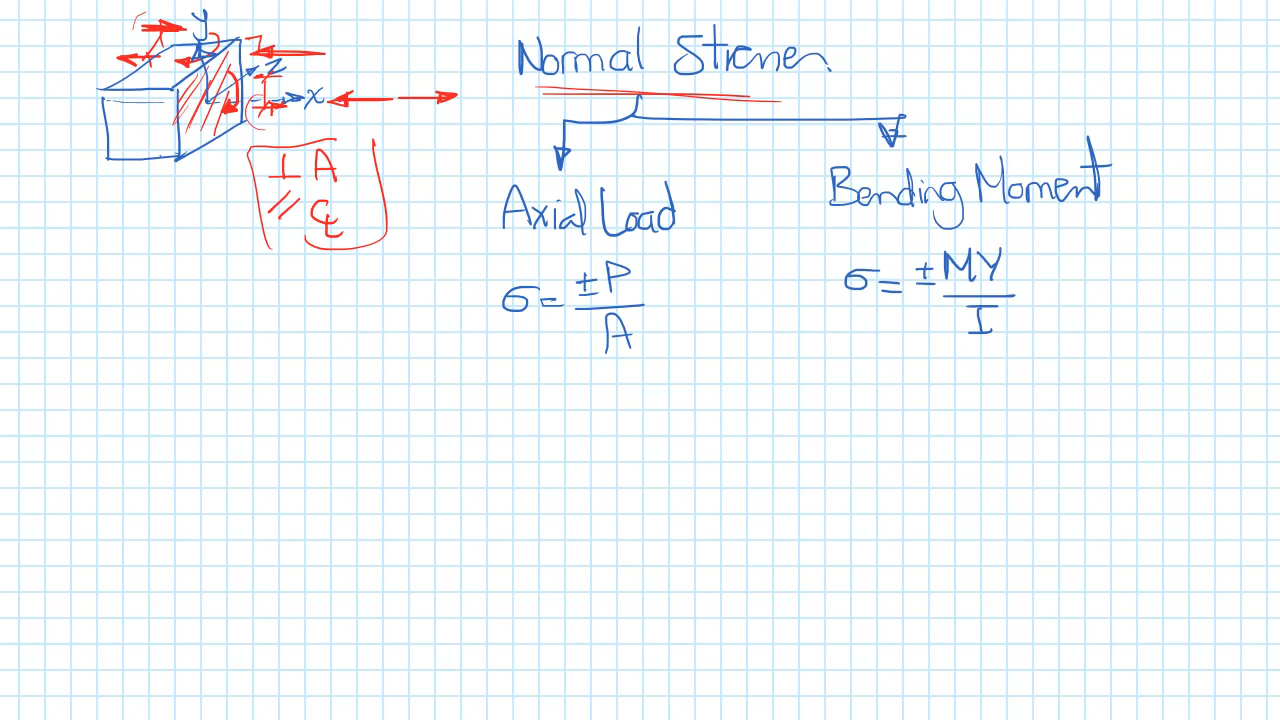 Normal Stresses.
Y
Z
X
⊥ A
// ℄
Axial Load
Bending Moment
σ = ±P/A
σ = ±MY/I